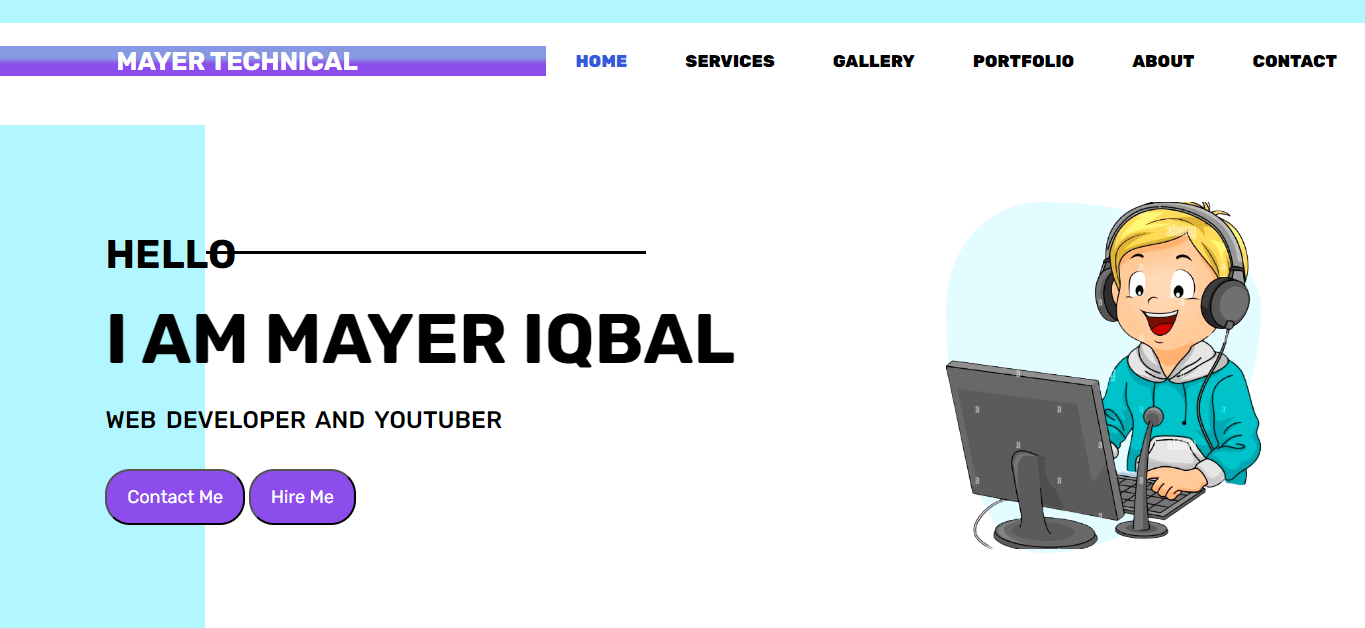 MAYER TECHNICAL
HOME SERVICES GALLERY PORTFOLIO ABOUT CONTACT
HELLO
I AM MAYER IQBAL
WEB DEVELOPER AND YOUTUBER
Contact Me Hire Me
alamy
a
a
a
a
a
a
a
a
a